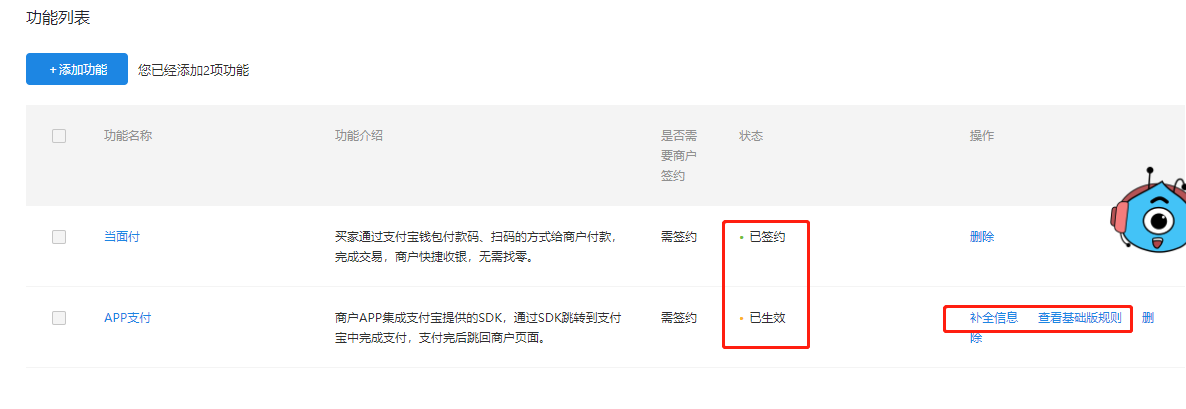 功能列表
+ 添加功能 您已经添加2项功能
功能名称 功能介绍 是否需要商户签约 状态 操作
当面付 买家通过支付宝钱包付款码、扫码的方式给商户付款，完成交易，商户快捷收银，无需找零。 需签约 已签约 删除
APP支付 商户APP集成支付宝提供的SDK，通过SDK跳转到支付宝中完成支付，支付完后跳回商户页面。 需签约 已生效 补全信息 查看基础版规则 删除